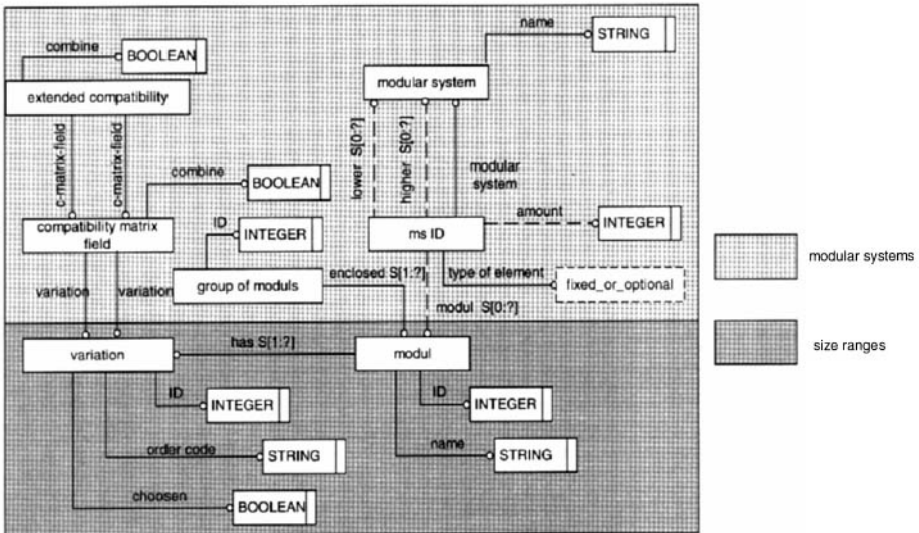 name
STRING
combine
BOOLEAN
modular system
extended compatibility
c-matrix-field
c-matrix-field
lower S[0:?]
higher S[0:?]
modular
system
combine
BOOLEAN
ID
INTEGER
compatibility matrix
field
ms ID
amount
INTEGER
modular systems
group of moduls
enclosed S[1:?]
type of element
fixed_or_optional
variation
variation
modul S[0:?]
variation
has S[1:?]
modul
size ranges
ID
INTEGER
ID
INTEGER
order code
STRING
name
STRING
choosen
BOOLEAN